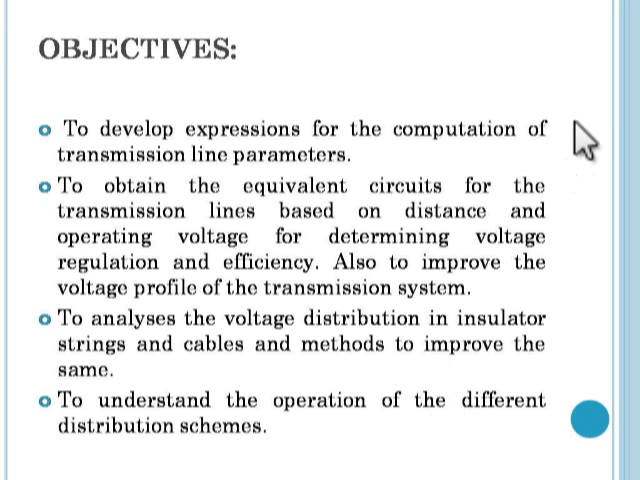 OBJECTIVES:
To develop expressions for the computation of
transmission line parameters.
To obtain the equivalent circuits for the
transmission lines based on distance and
operating voltage for determining voltage
regulation and efficiency. Also to improve the
voltage profile of the transmission system.
To analyses the voltage distribution in insulator
strings and cables and methods to improve the
same.
To understand the operation of the different
distribution schemes.